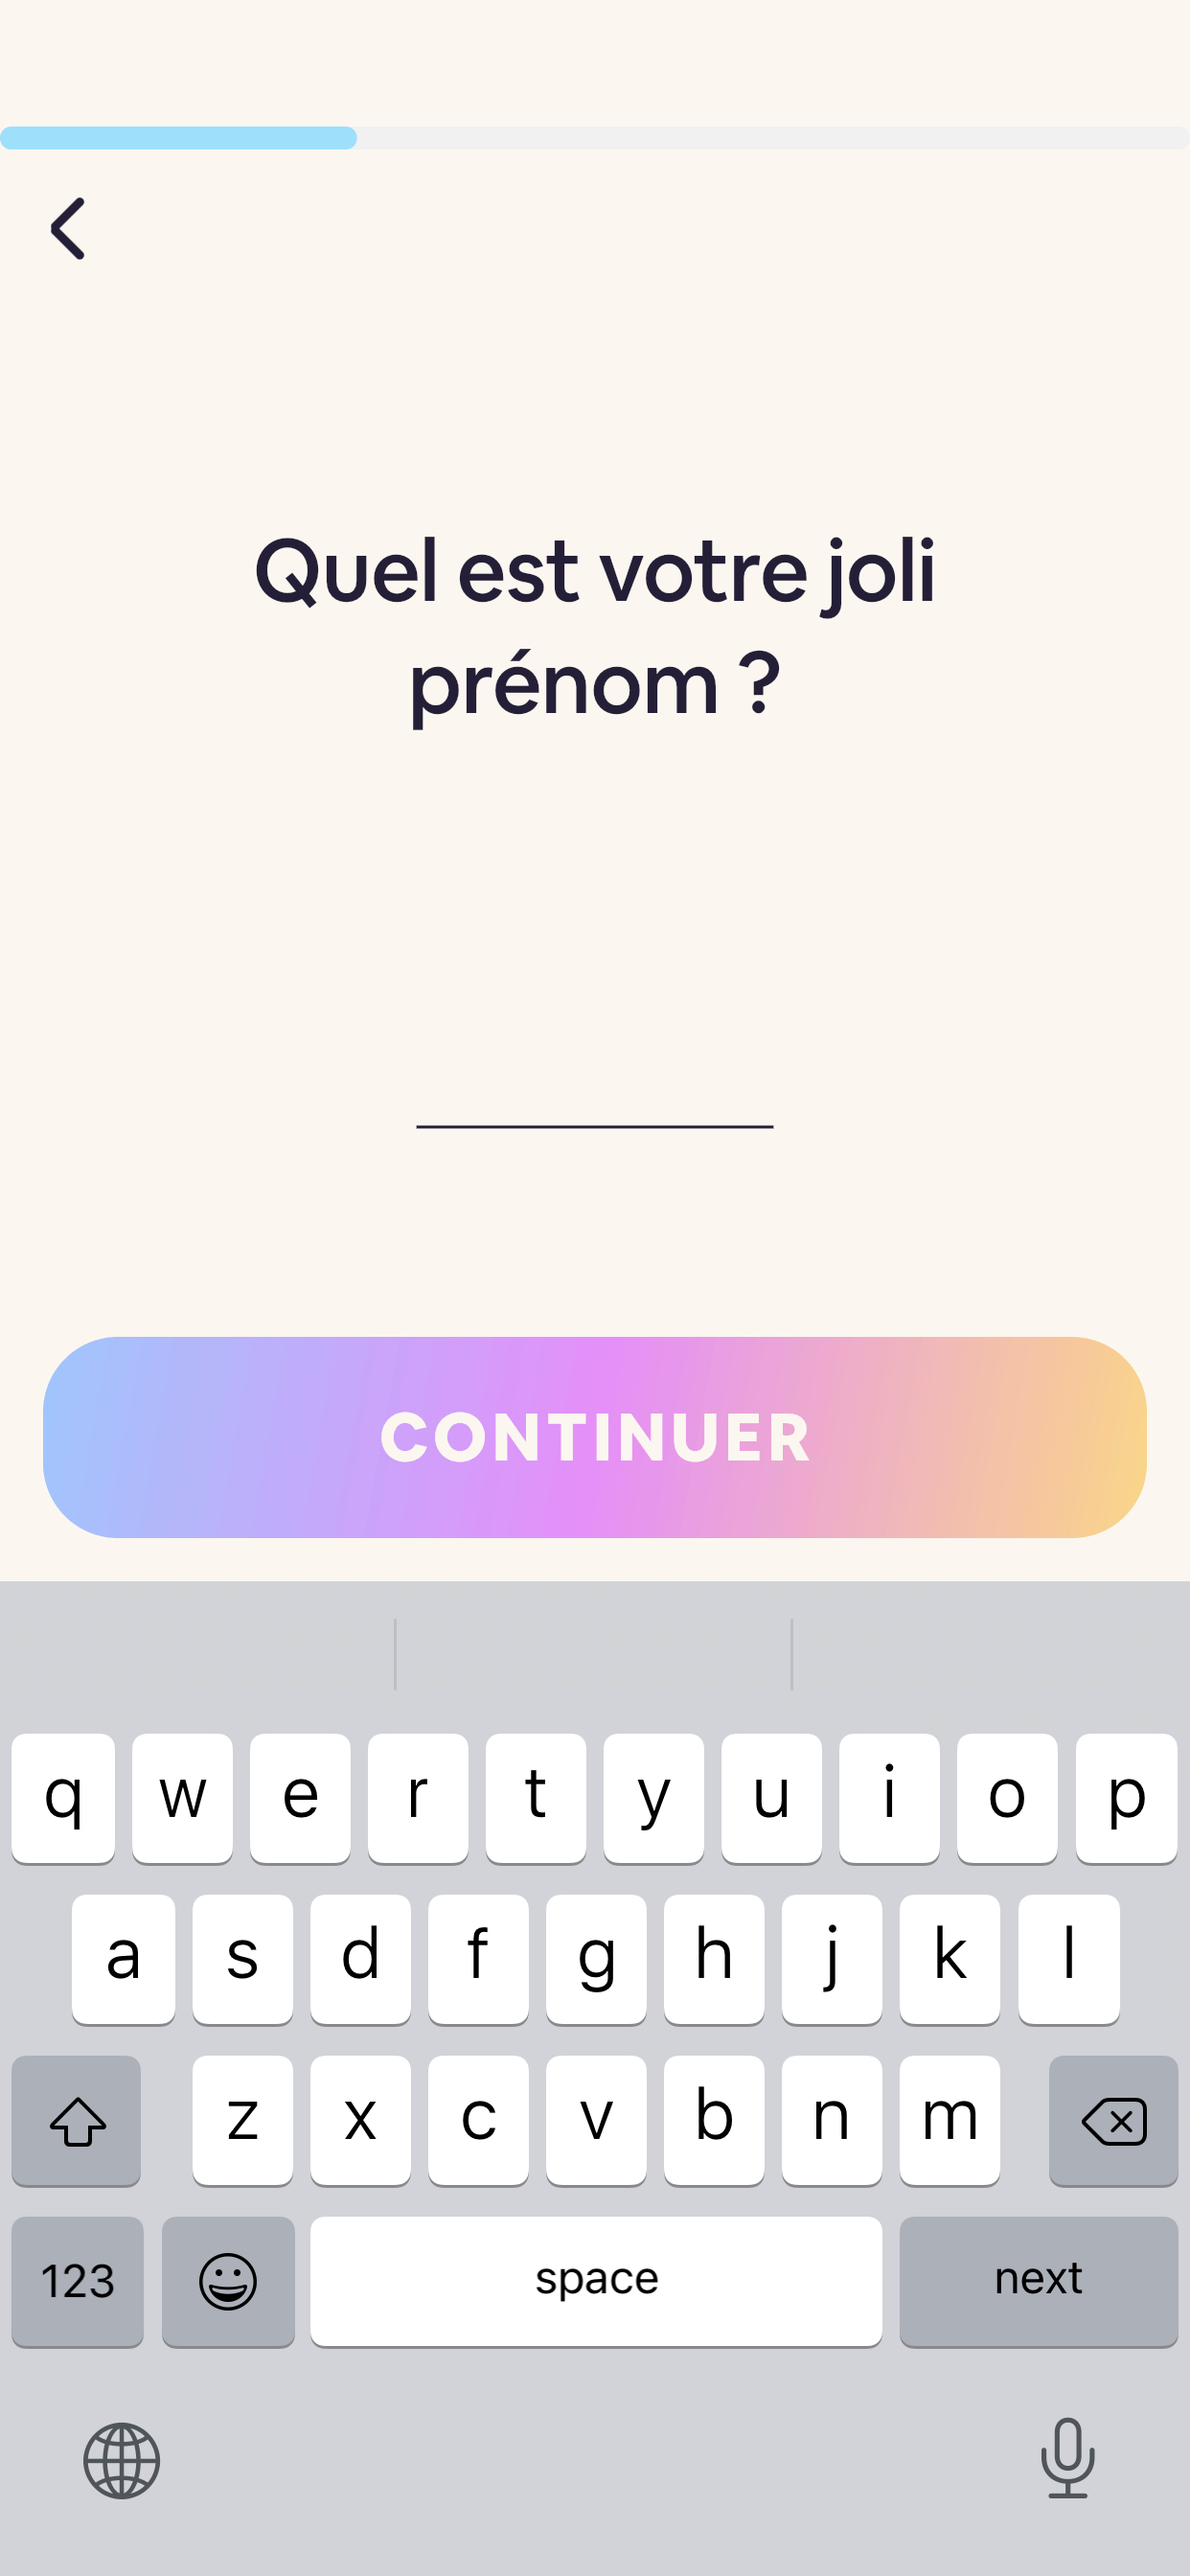 Quel est votre joli
prénom ?
CONTINUER
q w e r t y u i o p
a s d f g h j k l
z x c v b n m
123 space next